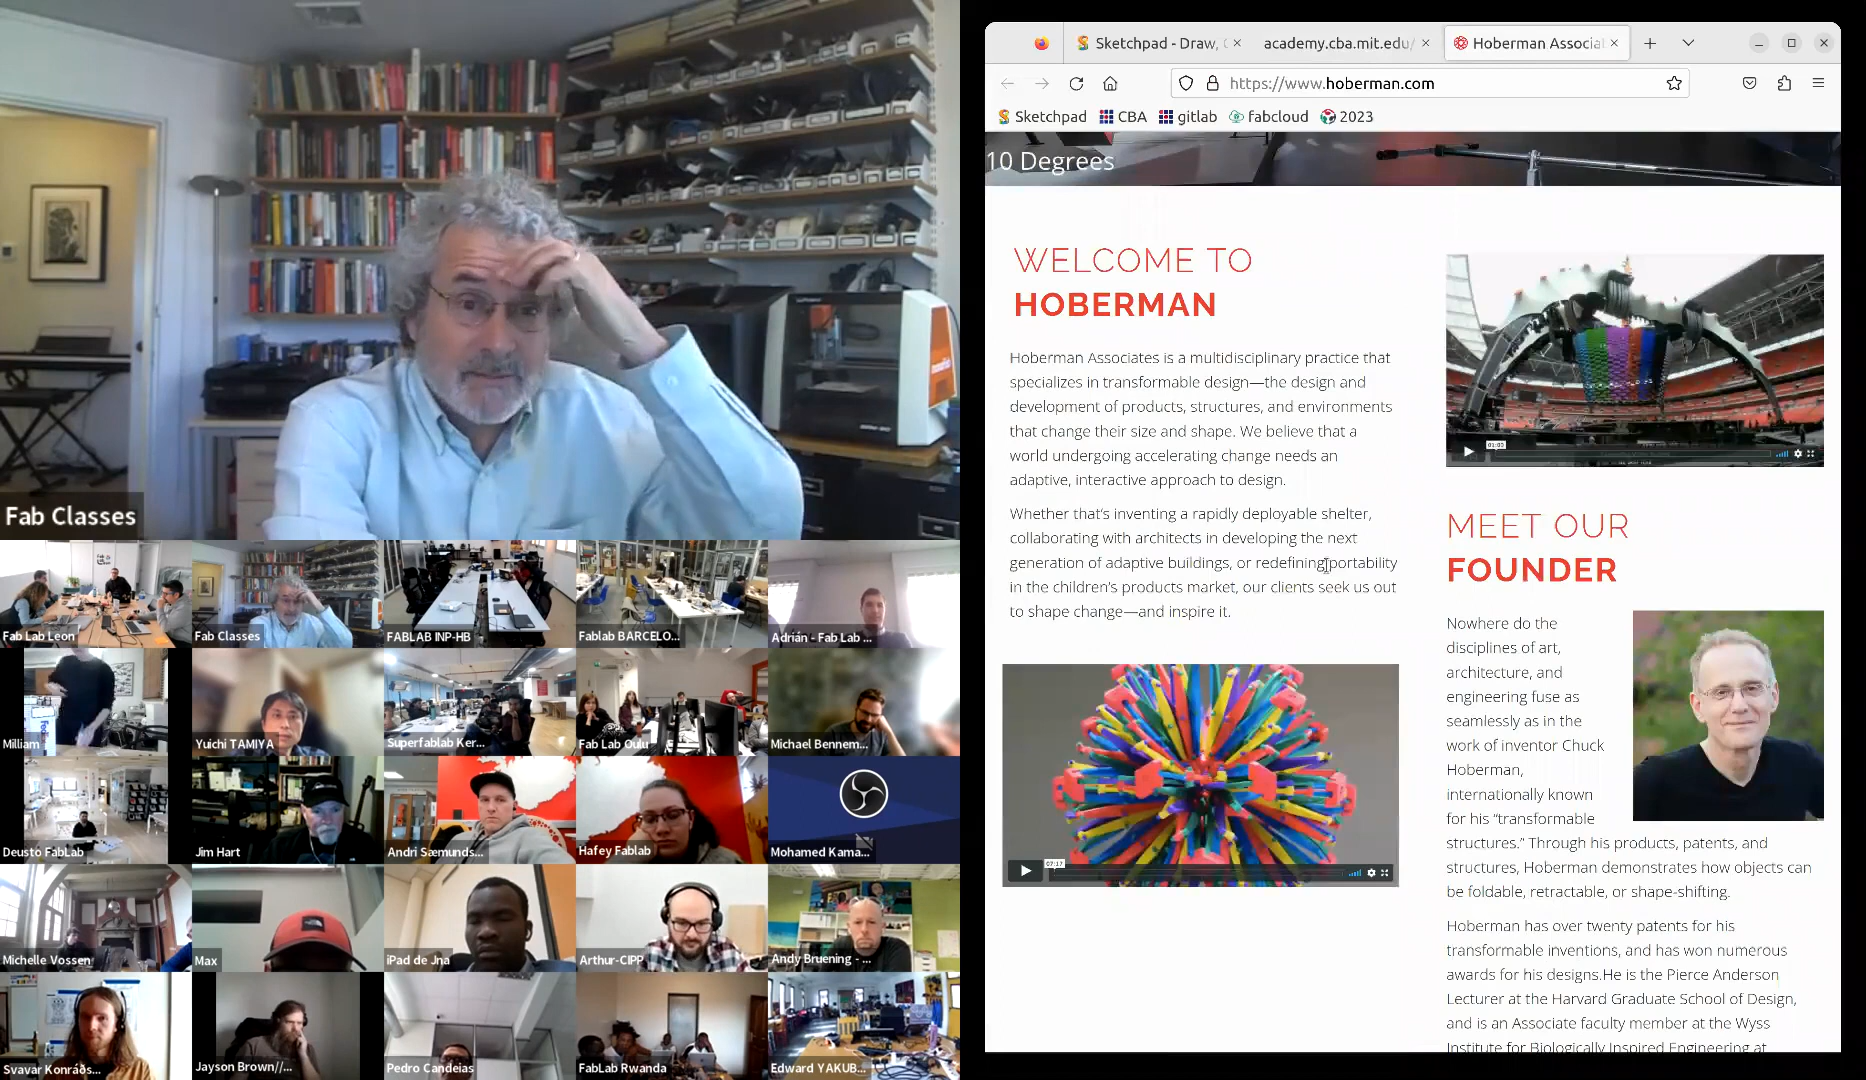 Fab Classes
Fab Lab Leon
Fab Classes
FABLAB INP-HB
Fablab BARCELO...
Adrián - Fab Lab ...
Milliam
Yuichi TAMIYA
Superfablab Ker...
Fab Lab Oulu
Michael Bennem...
Deusto FabLab
Jim Hart
Andri Sæmunds...
Hafey Fablab
Mohamed Kama...
Michelle Vossen
Max
iPad de Jna
Arthur-CIPP
Andy Bruening - ...
Svavar Konráðs...
Jayson Brown//...
Pedro Candeias
FabLab Rwanda
Edward YAKUB...
Sketchpad - Draw, C
academy.cba.mit.edu/
Hoberman Associat
https://www.hoberman.com
Sketchpad CBA gitlab fabcloud 2023
10 Degrees
WELCOME TO
HOBERMAN
Hoberman Associates is a multidisciplinary practice that
specializes in transformable design—the design and
development of products, structures, and environments
that change their size and shape. We believe that a
world undergoing accelerating change needs an
adaptive, interactive approach to design.
Whether that's inventing a rapidly deployable shelter,
collaborating with architects in developing the next
generation of adaptive buildings, or redefining portability
in the children's products market, our clients seek us out
to shape change—and inspire it.
07:17
01:03
MEET OUR
FOUNDER
Nowhere do the
disciplines of art,
architecture, and
engineering fuse as
seamlessly as in the
work of inventor Chuck
Hoberman,
internationally known
for his “transformable
structures.” Through his products, patents, and
structures, Hoberman demonstrates how objects can
be foldable, retractable, or shape-shifting.
Hoberman has over twenty patents for his
transformable inventions, and has won numerous
awards for his designs.He is the Pierce Anderson
Lecturer at the Harvard Graduate School of Design,
and is an Associate faculty member at the Wyss
Institute for Biologically Inspired Engineering at